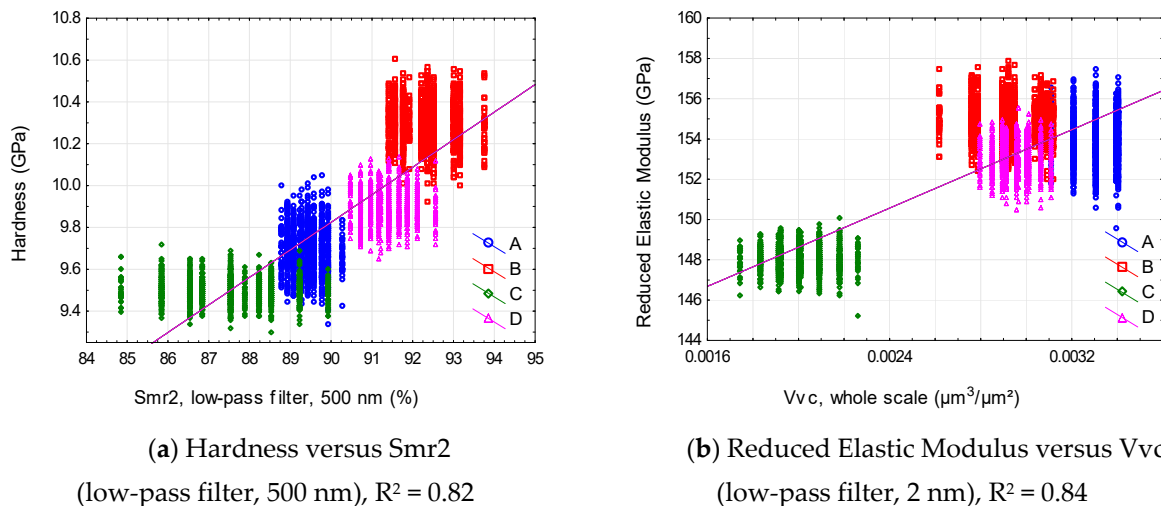 10.8
10.6
10.4
10.2
10.0
9.8
9.6
9.4
Hardness (GPa)
84 85 86 87 88 89 90 91 92 93 94 95
Smr2, low-pass filter, 500 nm (%)
A
B
C
D
(a) Hardness versus Smr2
(low-pass filter, 500 nm), R² = 0.82
160
158
156
154
152
150
148
146
144
Reduced Elastic Modulus (GPa)
0.0016 0.0024 0.0032
Vvc, whole scale (µm³/µm²)
A
B
C
D
(b) Reduced Elastic Modulus versus Vvc
(low-pass filter, 2 nm), R² = 0.84